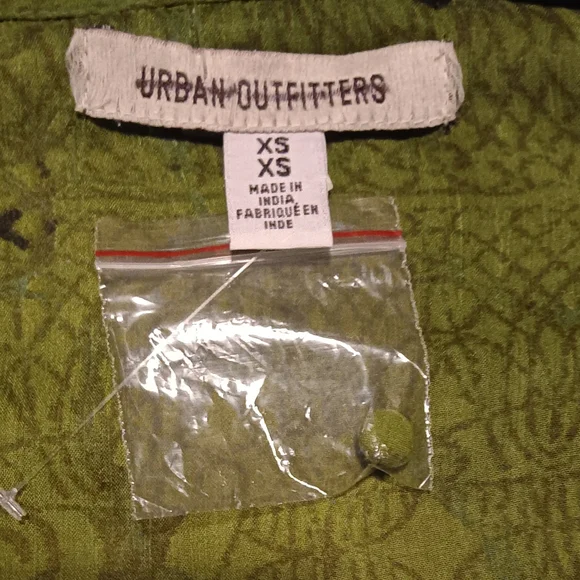 URBAN OUTFITTERS
XS
XS
MADE IN
INDIA,
FABRIQUÉ EN
INDE